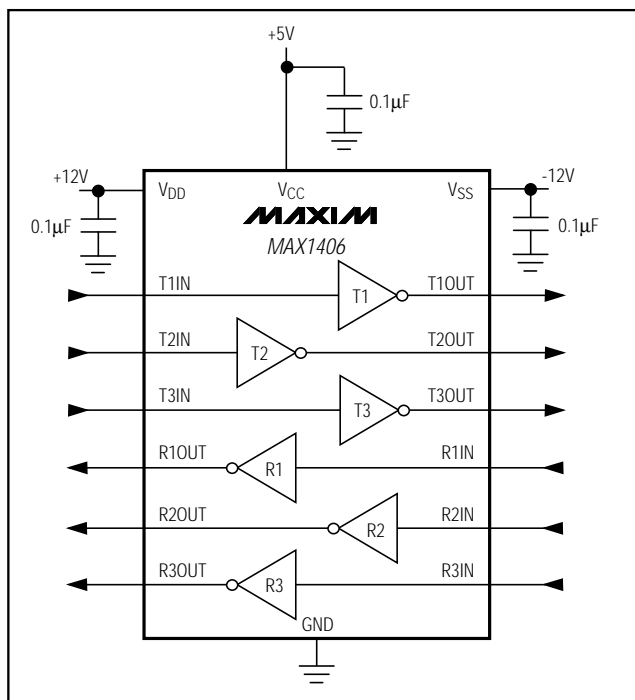 +5V
0.1µF
+12V
-12V
VDD
VCC
VSS
0.1µF
MAXIM
0.1µF
MAX1406
T1IN
T1
T1OUT
T2IN
T2
T2OUT
T3IN
T3
T3OUT
R1OUT
R1
R1IN
R2OUT
R2
R2IN
R3OUT
R3
R3IN
GND